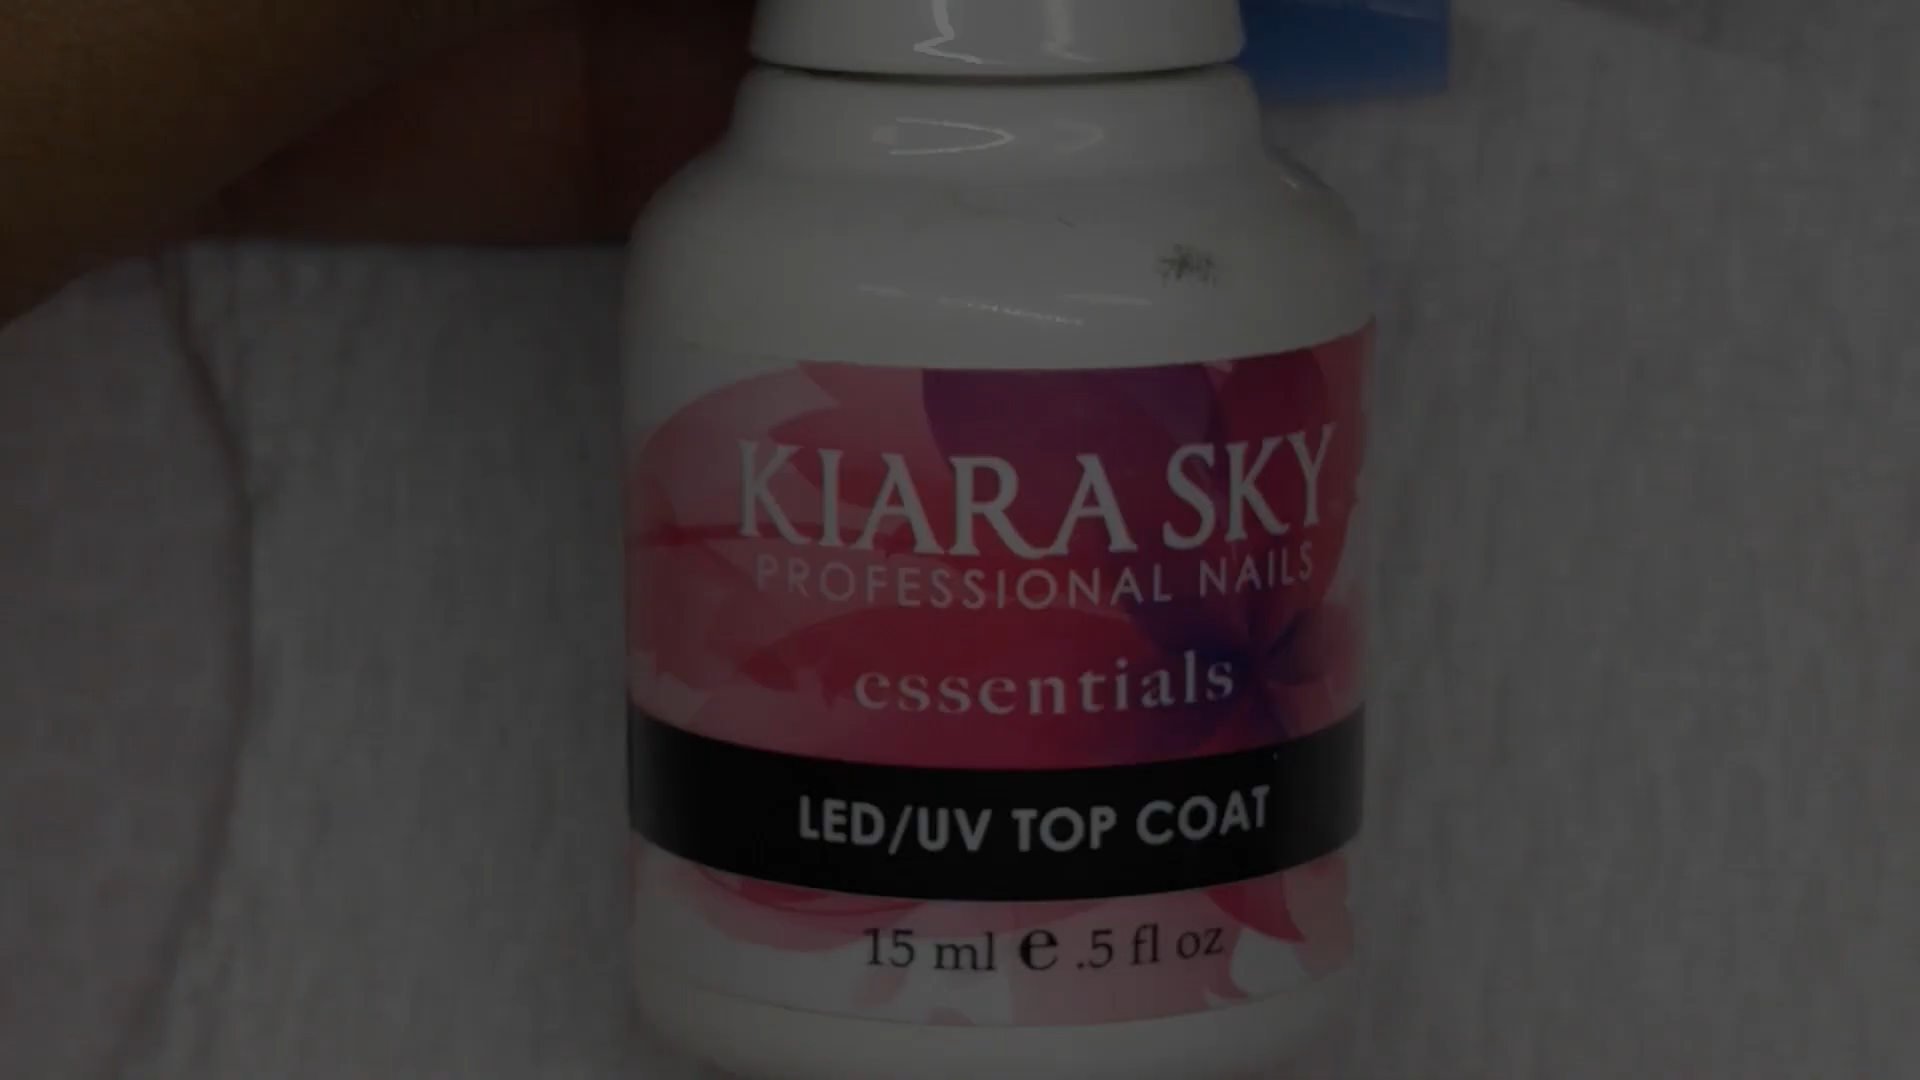 KIARA SKY
PROFESSIONAL NAILS
essentials
LED/UV TOP COAT
15 ml e .5 fl oz